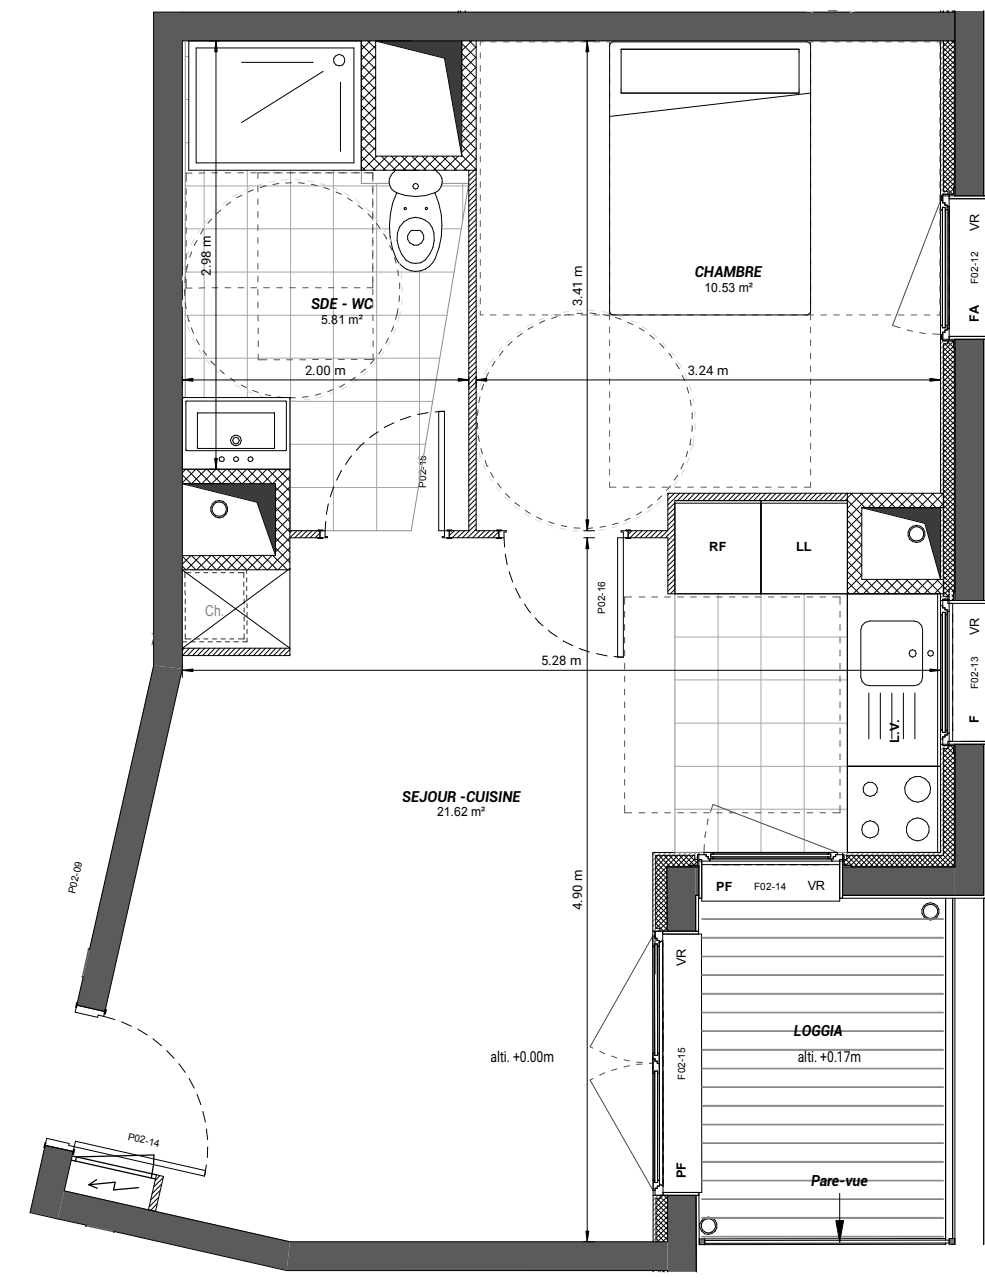 2.98 m
SDE - WC
5.81 m²
2.00 m
P02-15
3.41 m
CHAMBRE
10.53 m²
3.24 m
VR
F02-12
FA
RF
LL
Ch.
P02-16
5.28 m
VR
F02-13
F
L.V.
SEJOUR -CUISINE
21.62 m²
P02-09
4.90 m
PF
F02-14
VR
VR
F02-15
PF
alti. +0.00m
LOGGIA
alti. +0.17m
P02-14
Pare-vue